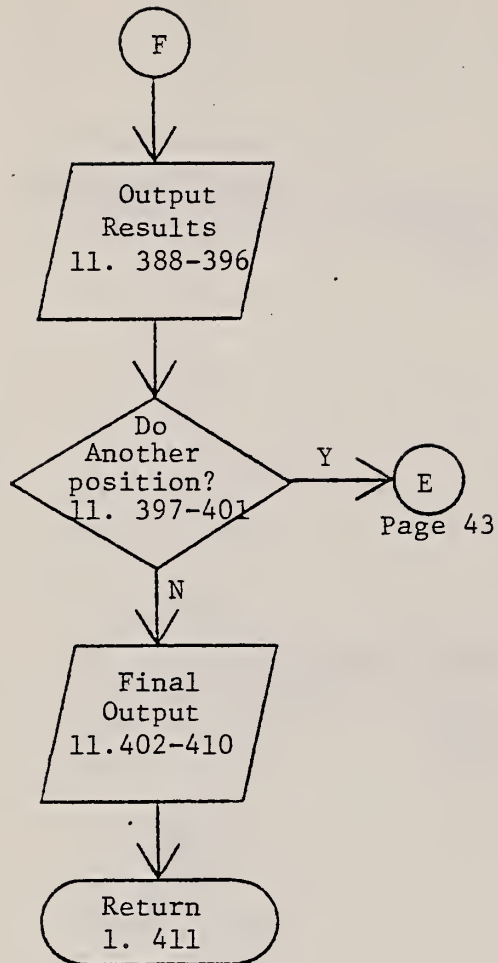 F
Output
Results
11. 388-396
Do
Another
position?
11. 397-401
Y
E
Page 43
N
Final
Output
11.402-410
Return
1. 411